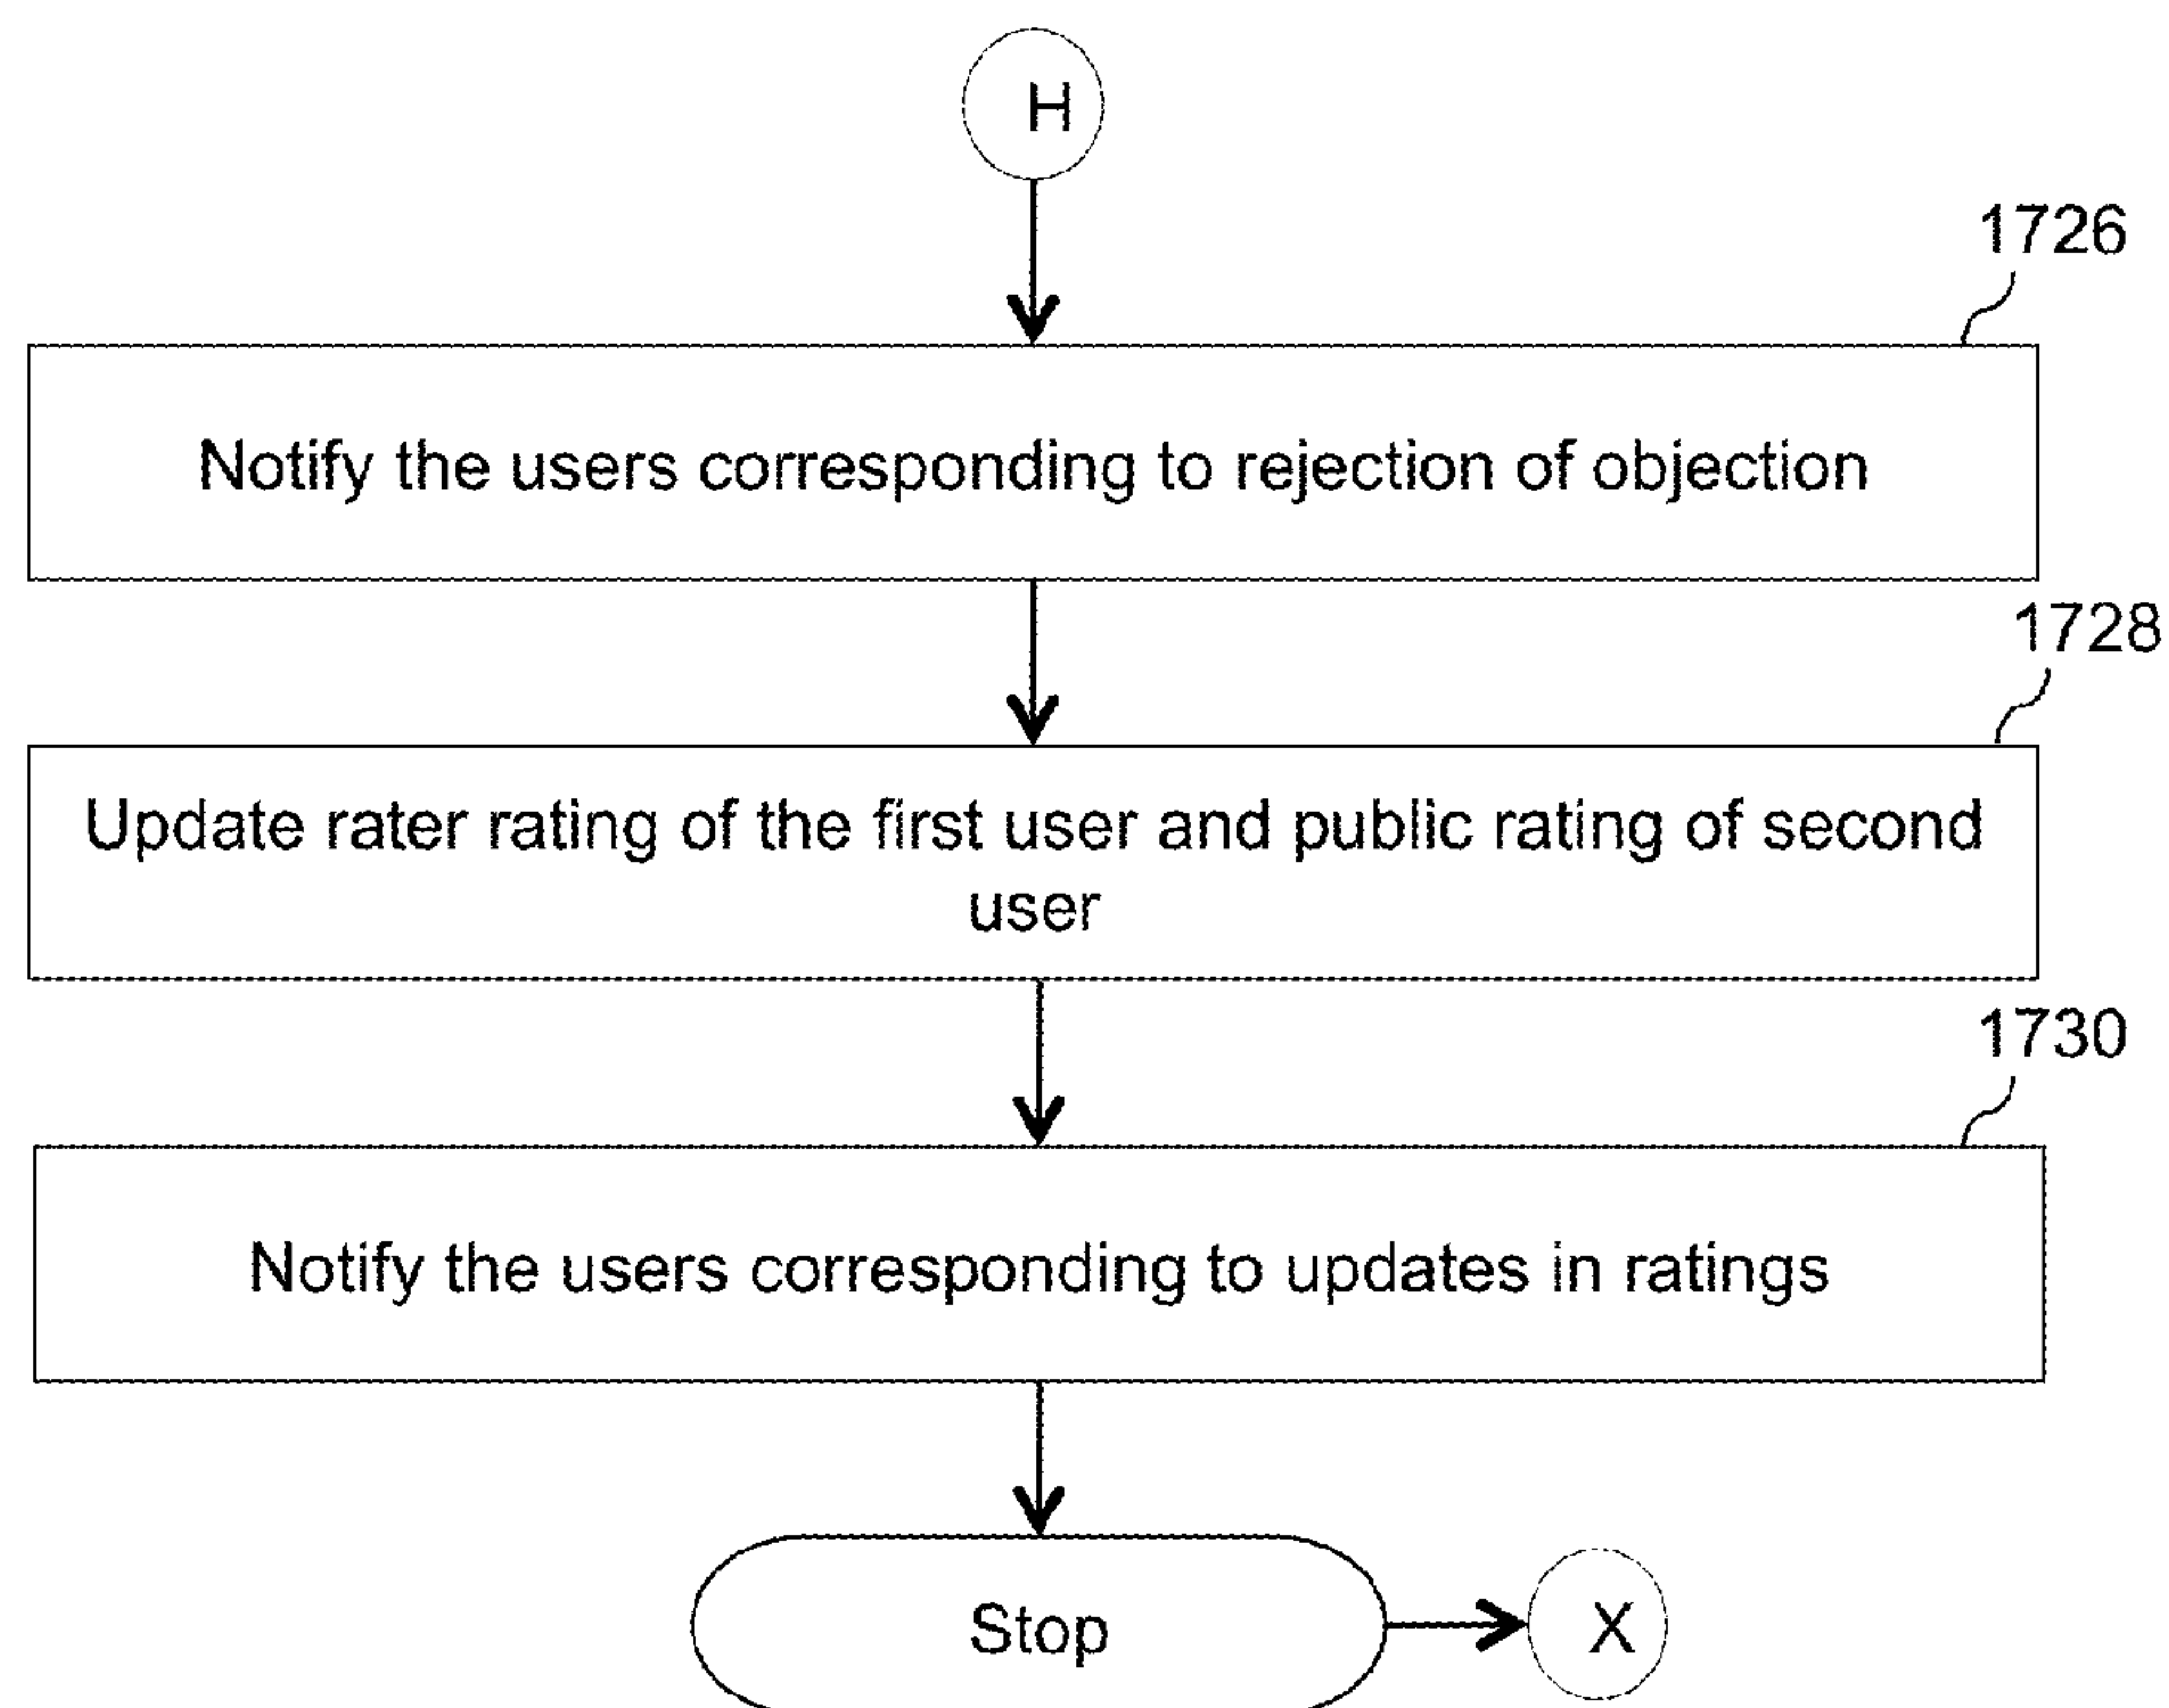 H
1726
Notify the users corresponding to rejection of objection
1728
Update rater rating of the first user and public rating of second
user
1730
Notify the users corresponding to updates in ratings
Stop
X